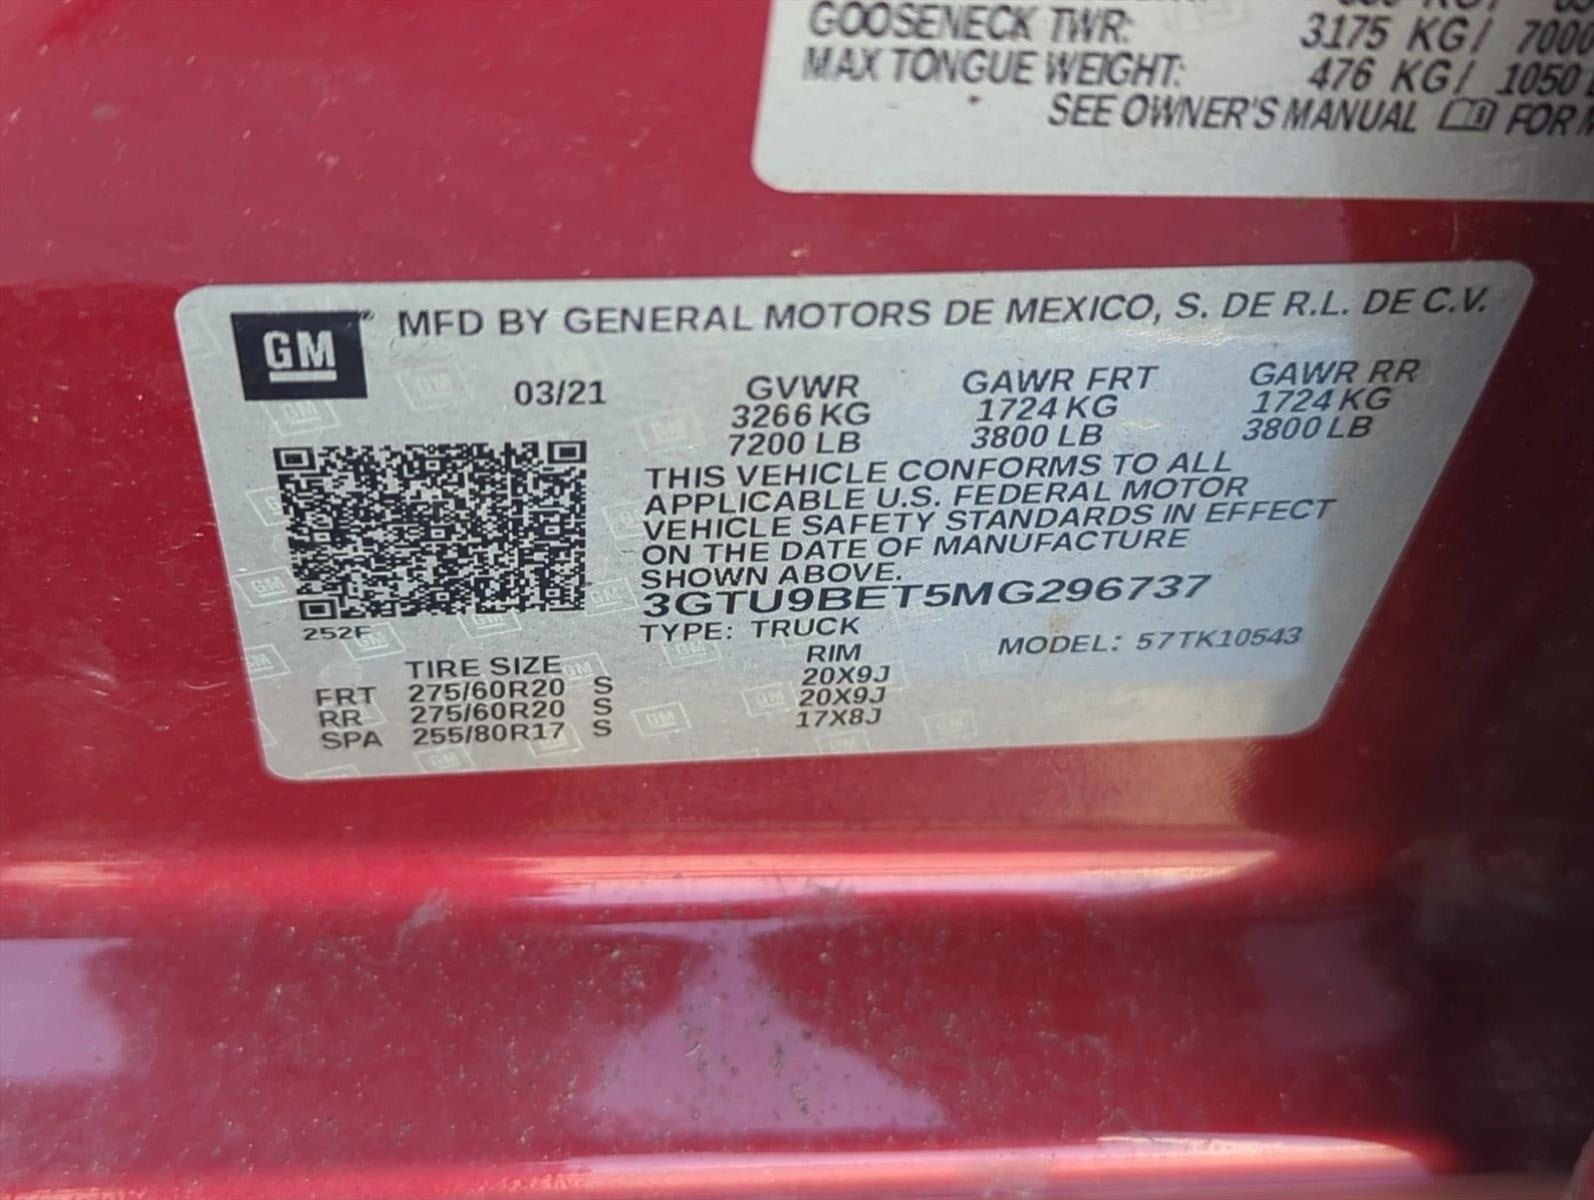 GOOSENECK TWR: 3175 KG / 7000
MAX TONGUE WEIGHT: 476 KG / 1050
SEE OWNER'S MANUAL FOR
GM MFD BY GENERAL MOTORS DE MEXICO, S. DE R.L. DE C.V.
03/21 GVWR GAWR FRT GAWR RR
3266 KG 1724 KG 1724 KG
7200 LB 3800 LB 3800 LB
THIS VEHICLE CONFORMS TO ALL
APPLICABLE U.S. FEDERAL MOTOR
VEHICLE SAFETY STANDARDS IN EFFECT
ON THE DATE OF MANUFACTURE
SHOWN ABOVE.
3GTU9BET5MG296737
252F
TYPE: TRUCK MODEL: 57TK10543
TIRE SIZE RIM
FRT 275/60R20 S 20X9J
RR 275/60R20 S 20X9J
SPA 255/80R17 S 17X8J